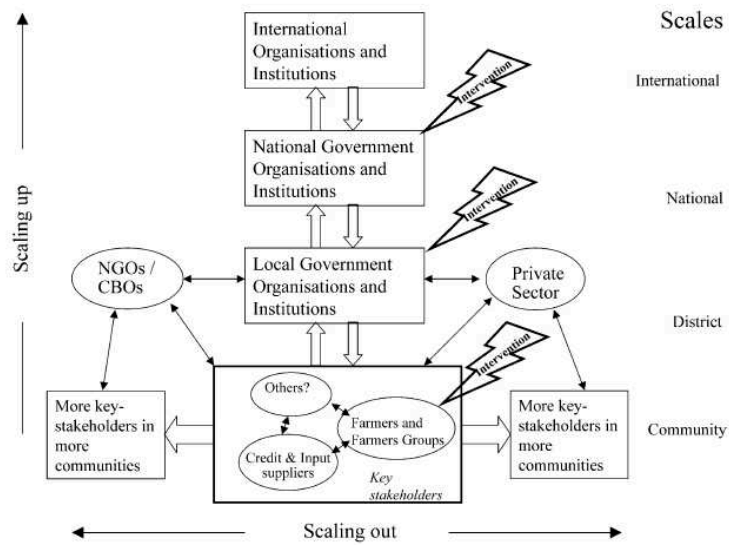 International
Organisations and
Institutions
Scales
Intervention
International
National Government
Organisations and
Institutions
Intervention
National
Scaling up
NGOs /
CBOs
Local Government
Organisations and
Institutions
Private
Sector
District
Intervention
More key-
stakeholders in
more
communities
Others?
Farmers and
Farmers Groups
Credit & Input
suppliers
Key
stakeholders
More key-
stakeholders in
more
communities
Community
Scaling out